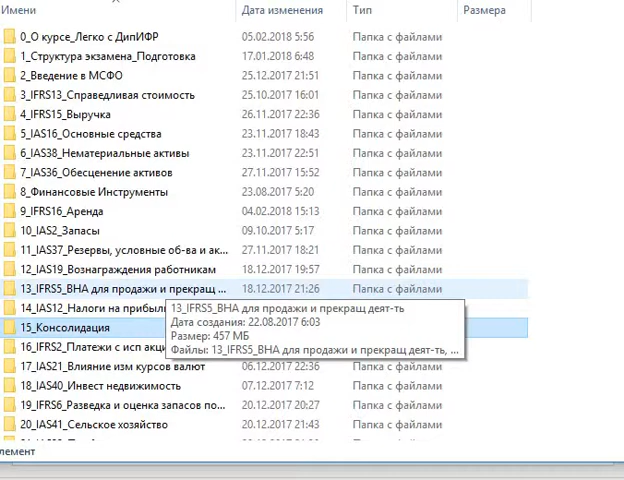 Имени Дата изменения Тип Размера
0_О курсе_Легко с ДипИФР 05.02.2018 5:56 Папка с файлами
1_Структура экзамена_Подготовка 17.01.2018 6:48 Папка с файлами
2_Введение в МСФО 25.12.2017 21:51 Папка с файлами
3_IFRS13_Справедливая стоимость 25.10.2017 16:01 Папка с файлами
4_IFRS15_Выручка 26.11.2017 22:36 Папка с файлами
5_IAS16_Основные средства 23.11.2017 18:43 Папка с файлами
6_IAS38_Нематериальные активы 23.11.2017 22:51 Папка с файлами
7_IAS36_Обесценение активов 27.11.2017 15:52 Папка с файлами
8_Финансовые Инструменты 23.08.2017 5:20 Папка с файлами
9_IFRS16_Аренда 04.02.2018 15:13 Папка с файлами
10_IAS2_Запасы 09.10.2017 5:17 Папка с файлами
11_IAS37_Резервы, условные об-ва и ак... 27.11.2017 18:21 Папка с файлами
12_IAS19_Вознаграждения работникам 18.12.2017 19:57 Папка с файлами
13_IFRS5_ВНА для продажи и прекращ ... 18.12.2017 21:26 Папка с файлами
14_IAS12_Налоги на прибыл
13_IFRS5_ВНА для продажи и прекращ деят-ть
Дата создания: 22.08.2017 6:03
Размер: 457 МБ
Файлы: 13_IFRS5_ВНА для продажи и прекращ деят-ть, ...
15_Консолидация
16_IFRS2_Платежи с исп акци
17_IAS21_Влияние изм курсов валют 06.12.2017 22:36 Папка с файлами
18_IAS40_Инвест недвижимость 07.12.2017 7:12 Папка с файлами
19_IFRS6_Разведка и оценка запасов по... 20.12.2017 20:27 Папка с файлами
20_IAS41_Сельское хозяйство 20.12.2017 21:43 Папка с файлами
элемент